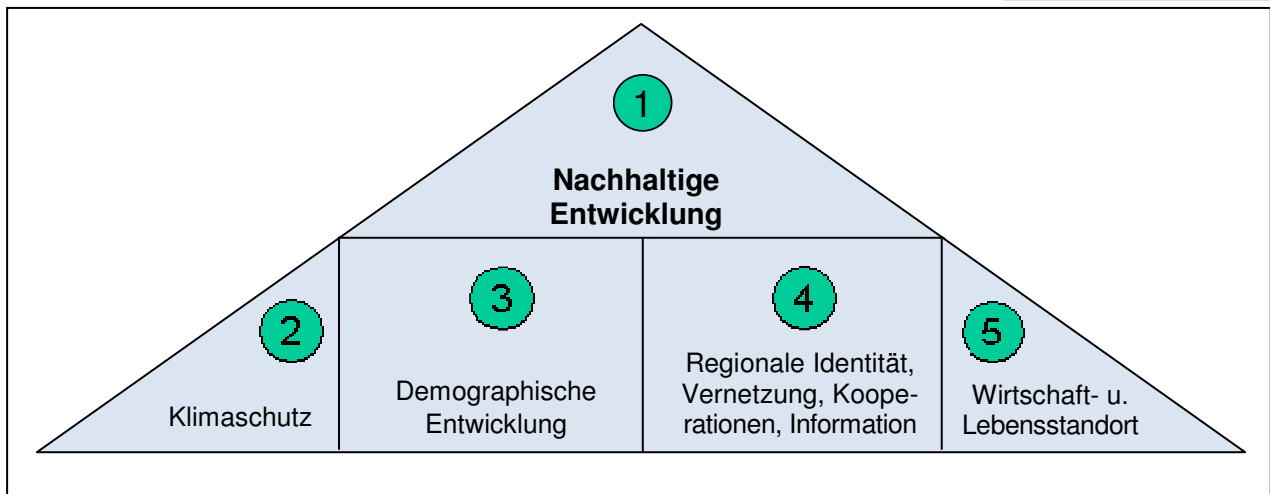 1
Nachhaltige
Entwicklung
2
Klimaschutz
3
Demographische
Entwicklung
4
Regionale Identität,
Vernetzung, Koope-
rationen, Information
5
Wirtschaft- u.
Lebensstandort